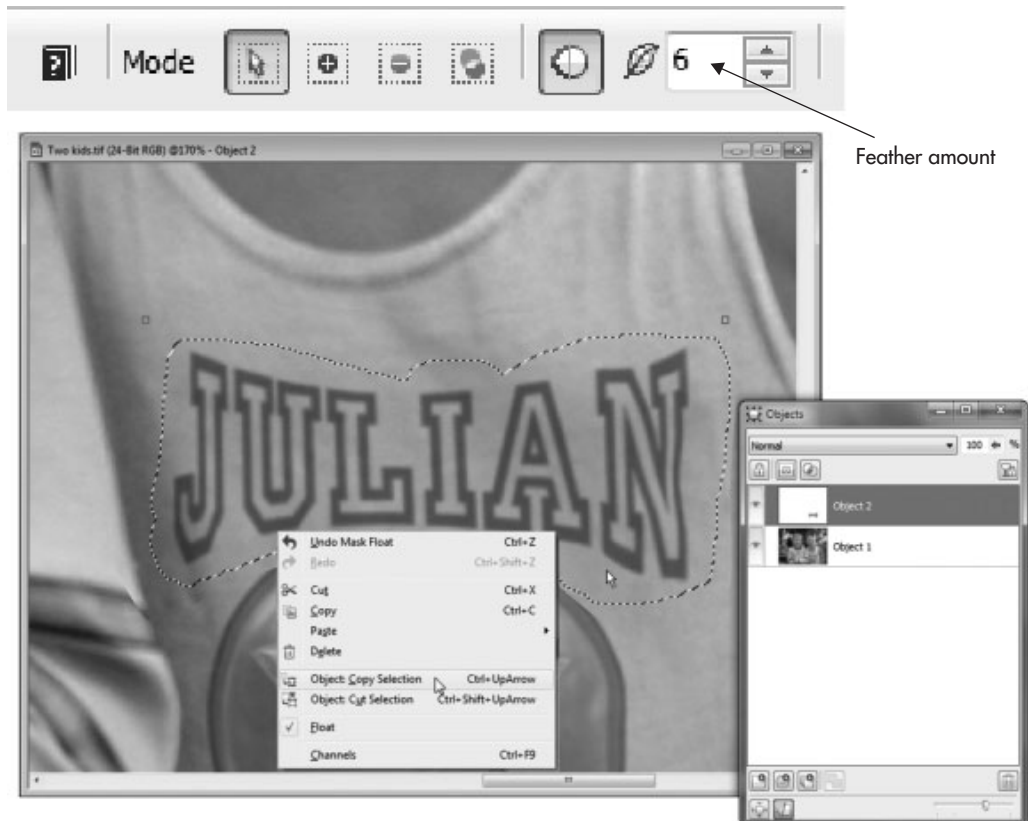 Mode
6
Feather amount
Two kids.tif (24-Bit RGB) @170% - Object 2
JULIAN
Undo Mask Float Ctrl+Z
Redo Ctrl+Shift+Z
Cut Ctrl+X
Copy Ctrl+C
Paste
Delete
Object: Copy Selection Ctrl+UpArrow
Object: Cut Selection Ctrl+Shift+UpArrow
Float
Channels Ctrl+F9
Objects
Normal 100 %
Object 2
Object 1